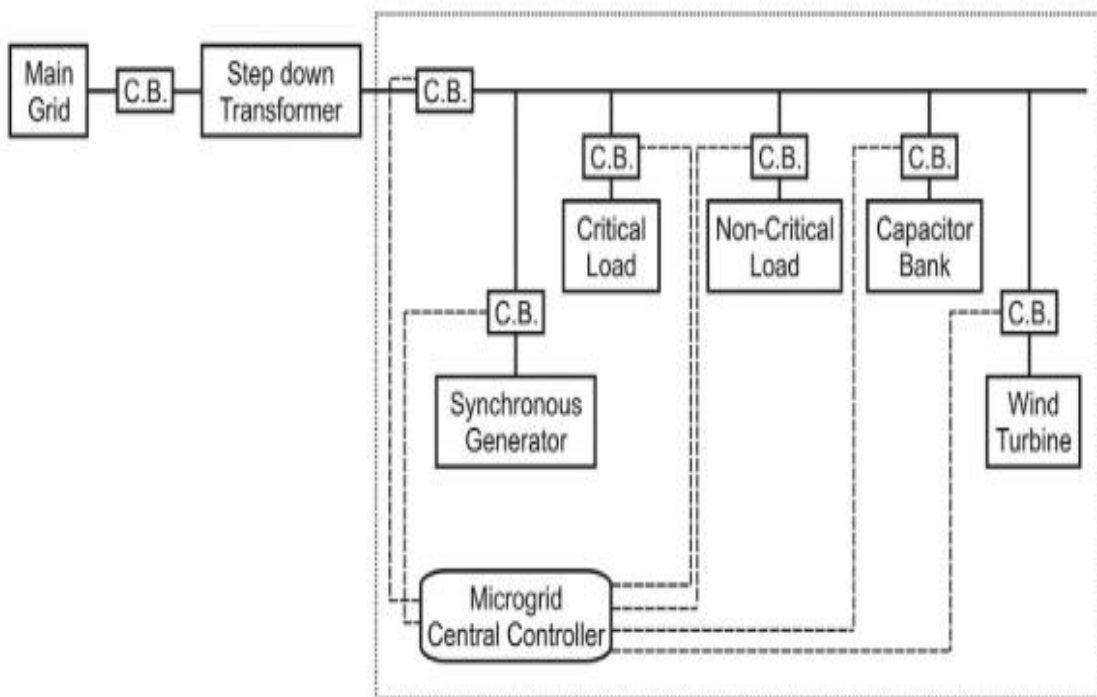 Main
Grid
C.B.
Step down
Transformer
C.B.
C.B.
Critical
Load
C.B.
Non-Critical
Load
C.B.
Capacitor
Bank
C.B.
Synchronous
Generator
C.B.
Wind
Turbine
Microgrid
Central Controller